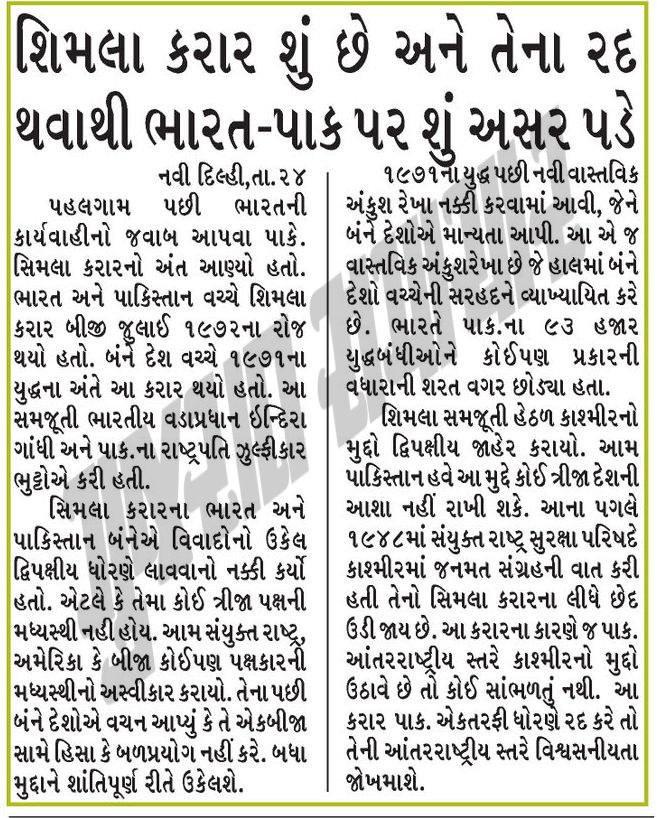 શિમલા કરાર શું છે અને તેના રદ
થવાથી ભારત-પાક પર શું અસર પડે
નવી દિલ્હી,તા.૨૪
પહલગામ પછી ભારતની
કાર્યવાહીનો જવાબ આપવા પાકે.
સિમલા કરારનો અંત આણ્યો હતો.
ભારત અને પાકિસ્તાન વચ્ચે શિમલા
કરાર બીજી જુલાઈ ૧૯૭૨ના રોજ
થયો હતો. બંને દેશ વચ્ચે ૧૯૭૧ના
યુદ્ધના અંતે આ કરાર થયો હતો. આ
સમજૂતી ભારતીય વડાપ્રધાન ઇન્દિરા
ગાંધી અને પાક.ના રાષ્ટ્રપતિ ઝુલ્ફીકાર
ભુટ્ટોએ કરી હતી.
સિમલા કરારના ભારત અને
પાકિસ્તાન બંનેએ વિવાદોનો ઉકેલ
દ્વિપક્ષીય ધોરણે લાવવાનો નક્કી કર્યો
હતો. એટલે કે તેમા કોઈ ત્રીજા પક્ષની
મધ્યસ્થી નહી હોય. આમ સંયુક્ત રાષ્ટ્ર,
અમેરિકા કે બીજા કોઈપણ પક્ષકારની
મધ્યસ્થીનો અસ્વીકાર કરાયો. તેના પછી
બંને દેશોએ વચન આપ્યું કે તે એકબીજા
સામે હિસા કે બળપ્રયોગ નહીં કરે. બધા
મુદ્દાને શાંતિપૂર્ણ રીતે ઉકેલશે.
૧૯૭૧ના યુદ્ધ પછી નવી વાસ્તવિક
અંકુશ રેખા નક્કી કરવામાં આવી, જેને
બંને દેશોએ માન્યતા આપી. આ એ જ
વાસ્તવિક અંકુશરેખા છે જે હાલમાં બંને
દેશો વચ્ચેની સરહદને વ્યાખ્યાયિત કરે
છે. ભારતે પાક.ના ૯૩ હજાર
યુદ્ધબંધીઓને કોઈપણ પ્રકારની
વધારાની શરત વગર છોડ્યા હતા.
શિમલા સમજૂતી હેઠળ કાશ્મીરનો
મુદ્દો દ્વિપક્ષીય જાહેર કરાયો. આમ
પાકિસ્તાન હવે આ મુદ્દે કોઈ ત્રીજા દેશની
આશા નહીં રાખી શકે. આના પગલે
૧૯૪૮માં સંયુક્ત રાષ્ટ્ર સુરક્ષા પરિષદે
કાશ્મીરમાં જનમત સંગ્રહની વાત કરી
હતી તેનો સિમલા કરારના લીધે છેદ
ઉડી જાય છે. આ કરારના કારણે જ પાક.
આંતરરાષ્ટ્રીય સ્તરે કાશ્મીરનો મુદ્દો
ઉઠાવે છે તો કોઈ સાંભળતું નથી. આ
કરાર પાક. એકતરફી ધોરણે રદ કરે તો
તેની આંતરરાષ્ટ્રીય સ્તરે વિશ્વસનીયતા
જોખમાશે.
ગુજરાત સમાચાર